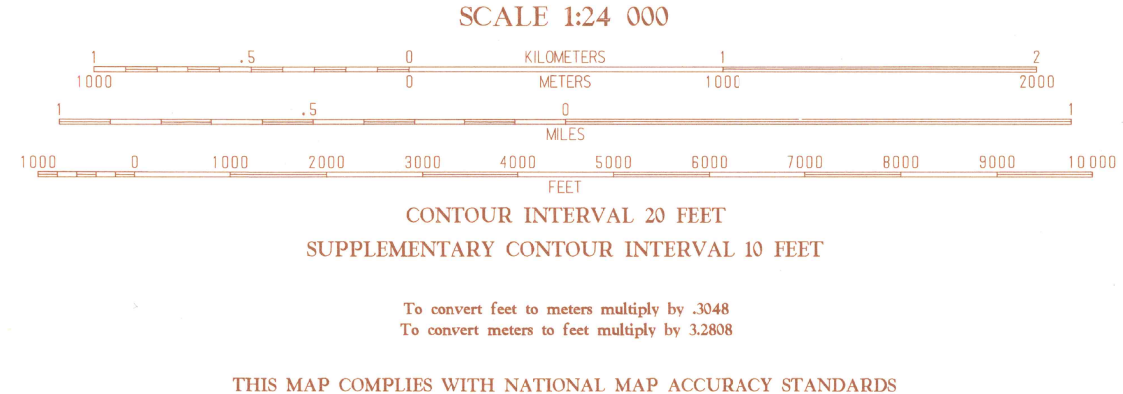 SCALE 1:24 000
1 .5 0 KILOMETERS 1 2
1000 0 METERS 1000 2000
1 .5 0 1
MILES
1000 0 1000 2000 3000 4000 5000 6000 7000 8000 9000 10 000
FEET
CONTOUR INTERVAL 20 FEET
SUPPLEMENTARY CONTOUR INTERVAL 10 FEET
To convert feet to meters multiply by .3048
To convert meters to feet multiply by 3.2808
THIS MAP COMPLIES WITH NATIONAL MAP ACCURACY STANDARDS